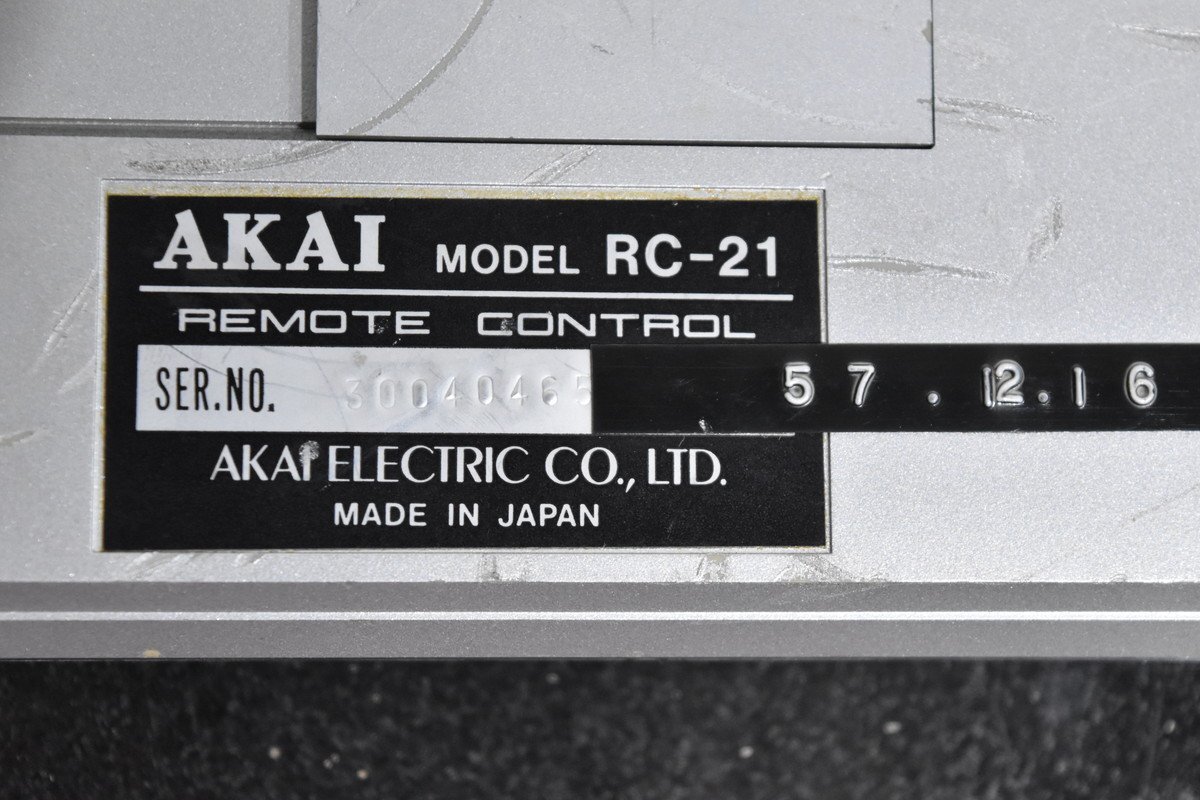 AKAI MODEL RC-21
REMOTE CONTROL
SER.NO. 30040465
57.12.16
AKAI ELECTRIC CO., LTD.
MADE IN JAPAN